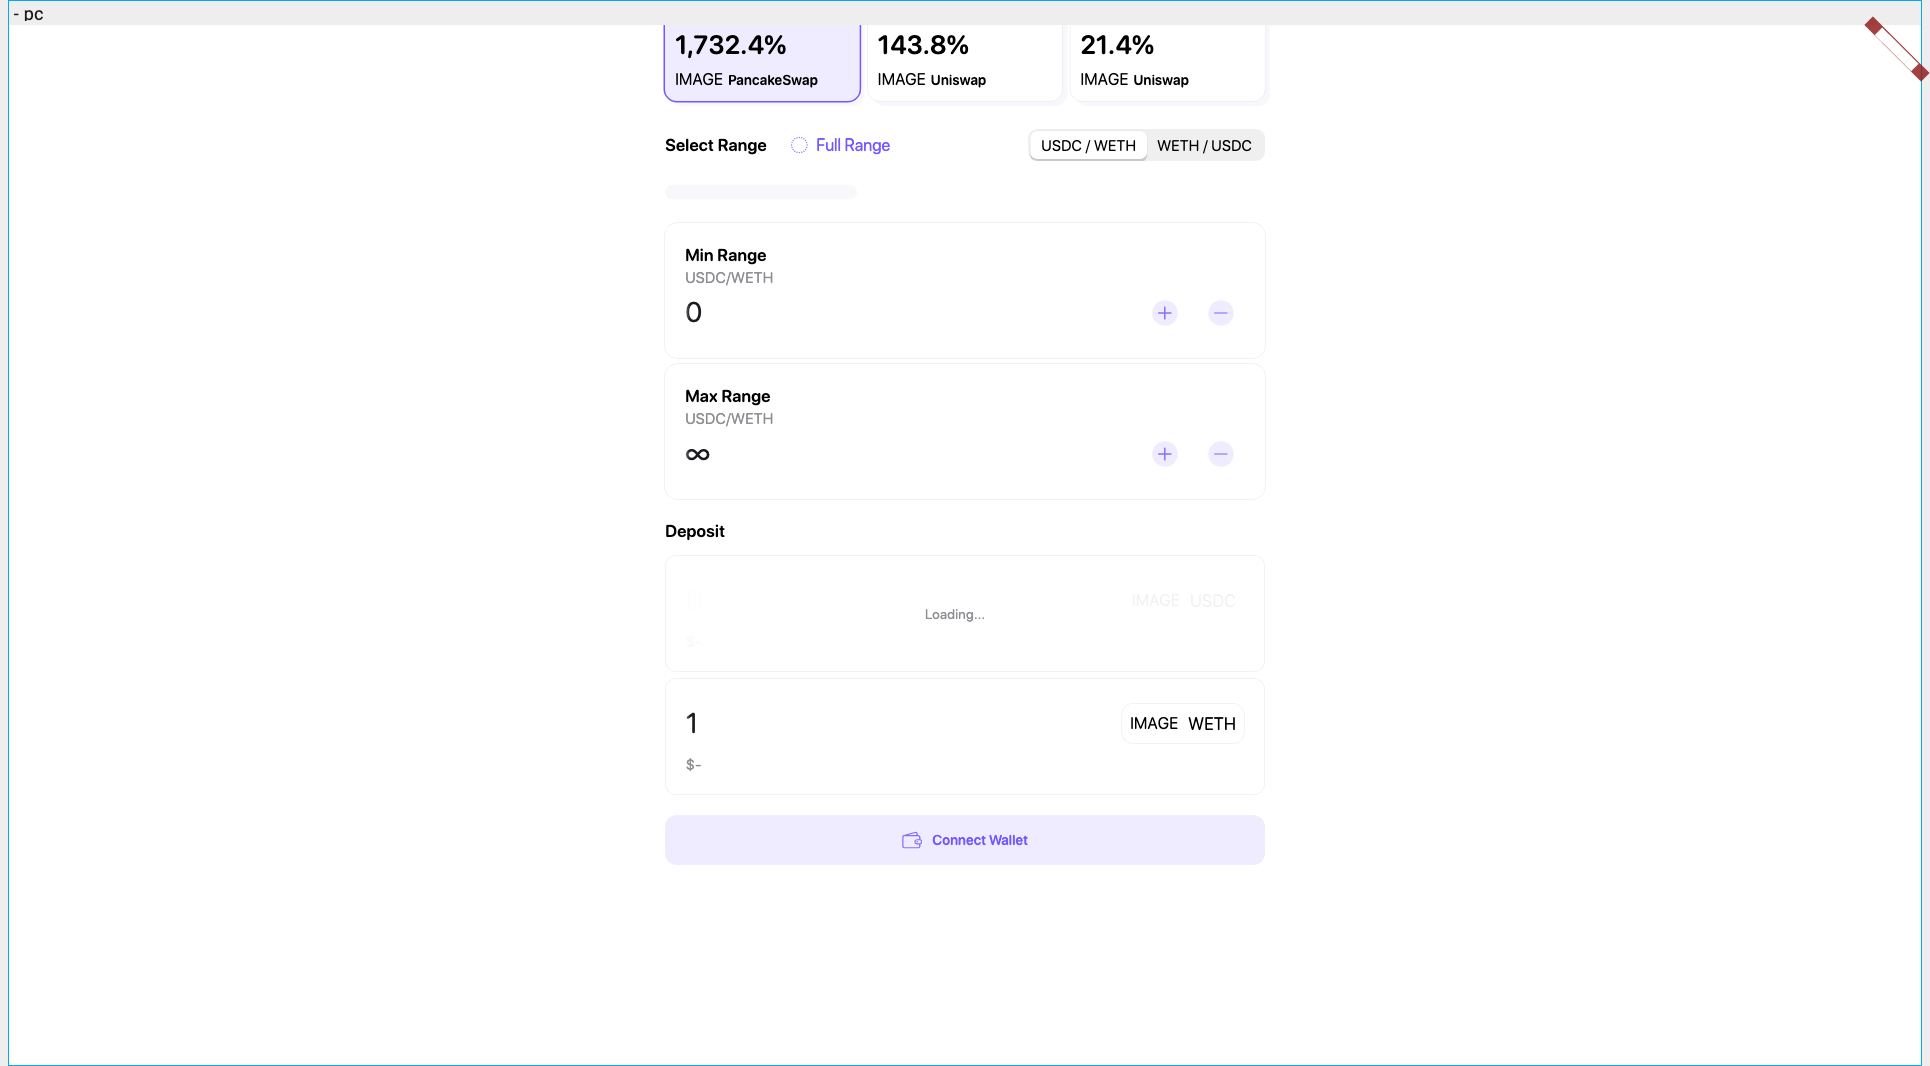 - pc
1,732.4% 143.8% 21.4%
IMAGE PancakeSwap IMAGE Uniswap IMAGE Uniswap
Select Range Full Range USDC / WETH WETH / USDC
Min Range
USDC/WETH
0
Max Range
USDC/WETH
∞
Deposit
IMAGE USDC
Loading...
$-
1 IMAGE WETH
$-
Connect Wallet